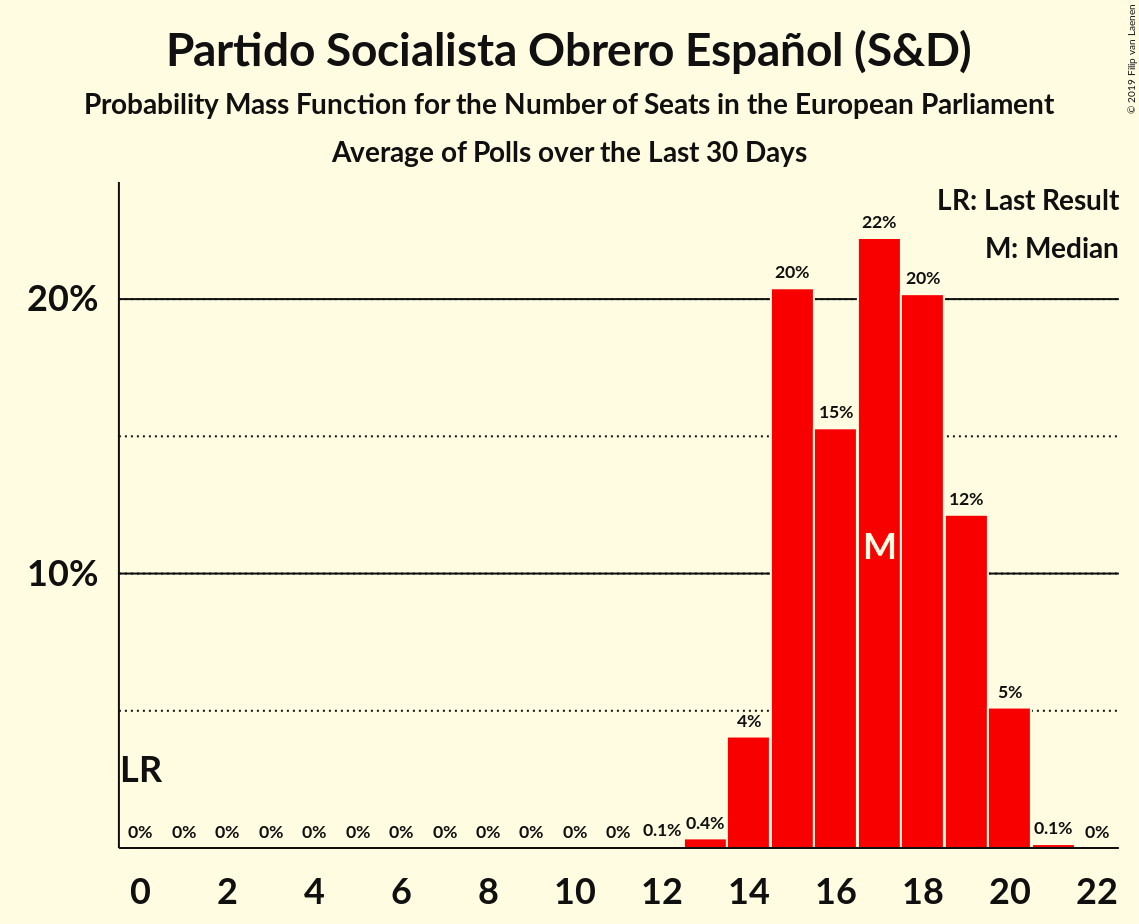 Partido Socialista Obrero Español (S&D)
Probability Mass Function for the Number of Seats in the European Parliament
Average of Polls over the Last 30 Days
© 2019 Filip van Laenen
LR: Last Result
M: Median
22%
20%
20%
20%
15%
12%
M
10%
5%
4%
LR
0% 0% 0% 0% 0% 0% 0% 0% 0% 0% 0% 0% 0.1% 0.4% 0.1% 0%
0 2 4 6 8 10 12 14 16 18 20 22